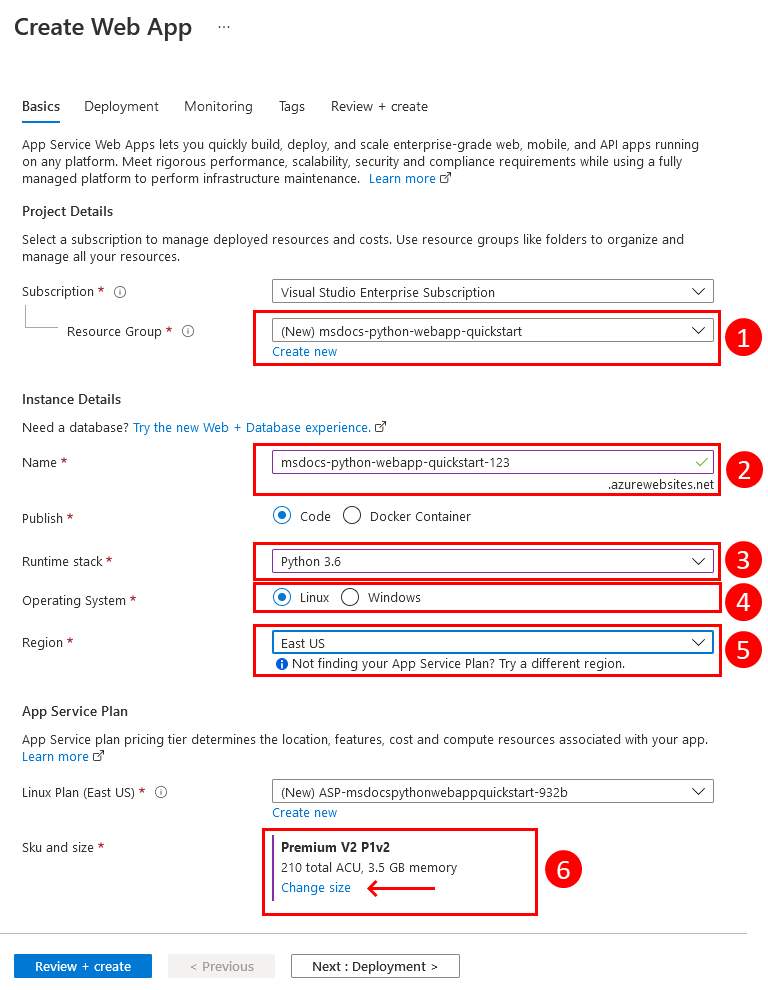 Create Web App ...
Basics Deployment Monitoring Tags Review + create
App Service Web Apps lets you quickly build, deploy, and scale enterprise-grade web, mobile, and API apps running
on any platform. Meet rigorous performance, scalability, security and compliance requirements while using a fully
managed platform to perform infrastructure maintenance. Learn more
Project Details
Select a subscription to manage deployed resources and costs. Use resource groups like folders to organize and
manage all your resources.
Subscription * Visual Studio Enterprise Subscription
Resource Group * (New) msdocs-python-webapp-quickstart 1
Create new
Instance Details
Need a database? Try the new Web + Database experience.
Name * msdocs-python-webapp-quickstart-123 2
.azurewebsites.net
Publish * Code Docker Container
Runtime stack * Python 3.6 3
Operating System * Linux Windows 4
Region * East US 5
Not finding your App Service Plan? Try a different region.
App Service Plan
App Service plan pricing tier determines the location, features, cost and compute resources associated with your app.
Learn more
Linux Plan (East US) * (New) ASP-msdocspythonwebappquickstart-932b
Create new
Sku and size * Premium V2 P1v2
210 total ACU, 3.5 GB memory 6
Change size
Review + create < Previous Next : Deployment >